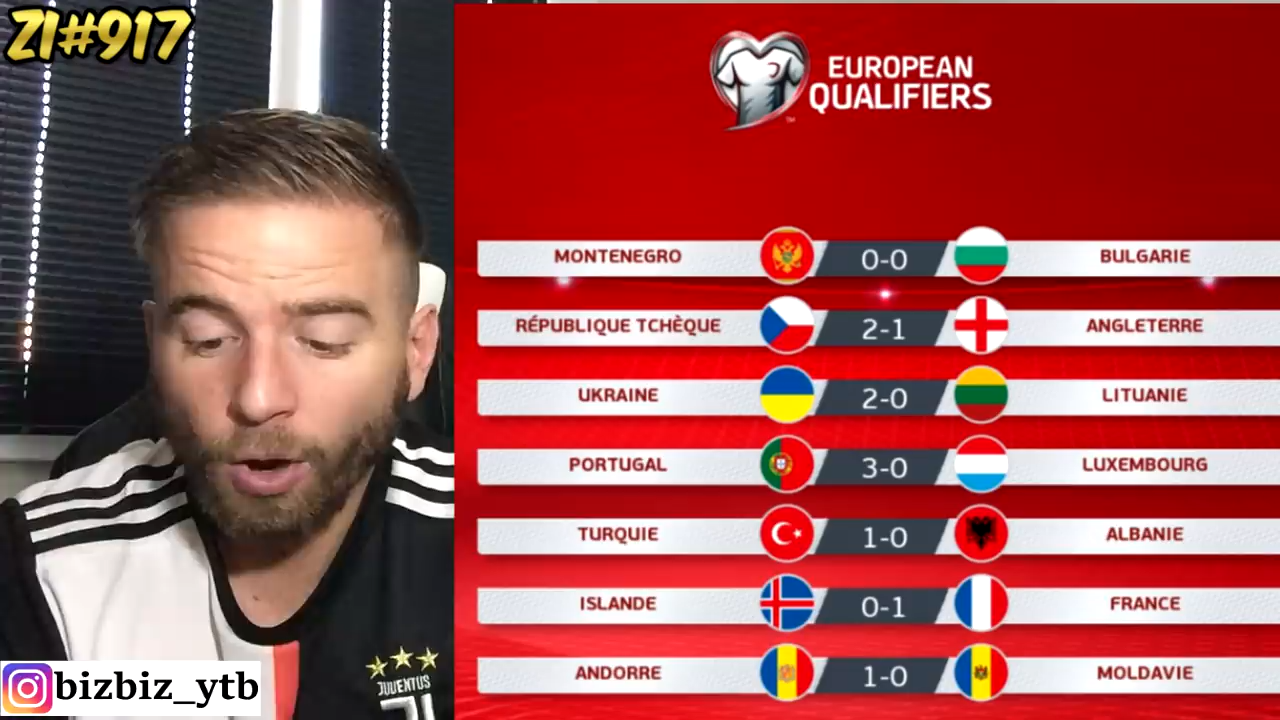 ZI#917
EUROPEAN
QUALIFIERS
TM
MONTENEGRO 0-0 BULGARIE
RÉPUBLIQUE TCHÈQUE 2-1 ANGLETERRE
UKRAINE 2-0 LITUANIE
PORTUGAL 3-0 LUXEMBOURG
TURQUIE 1-0 ALBANIE
ISLANDE 0-1 FRANCE
ANDORRE 1-0 MOLDAVIE
JUVENTUS
bizbiz_ytb